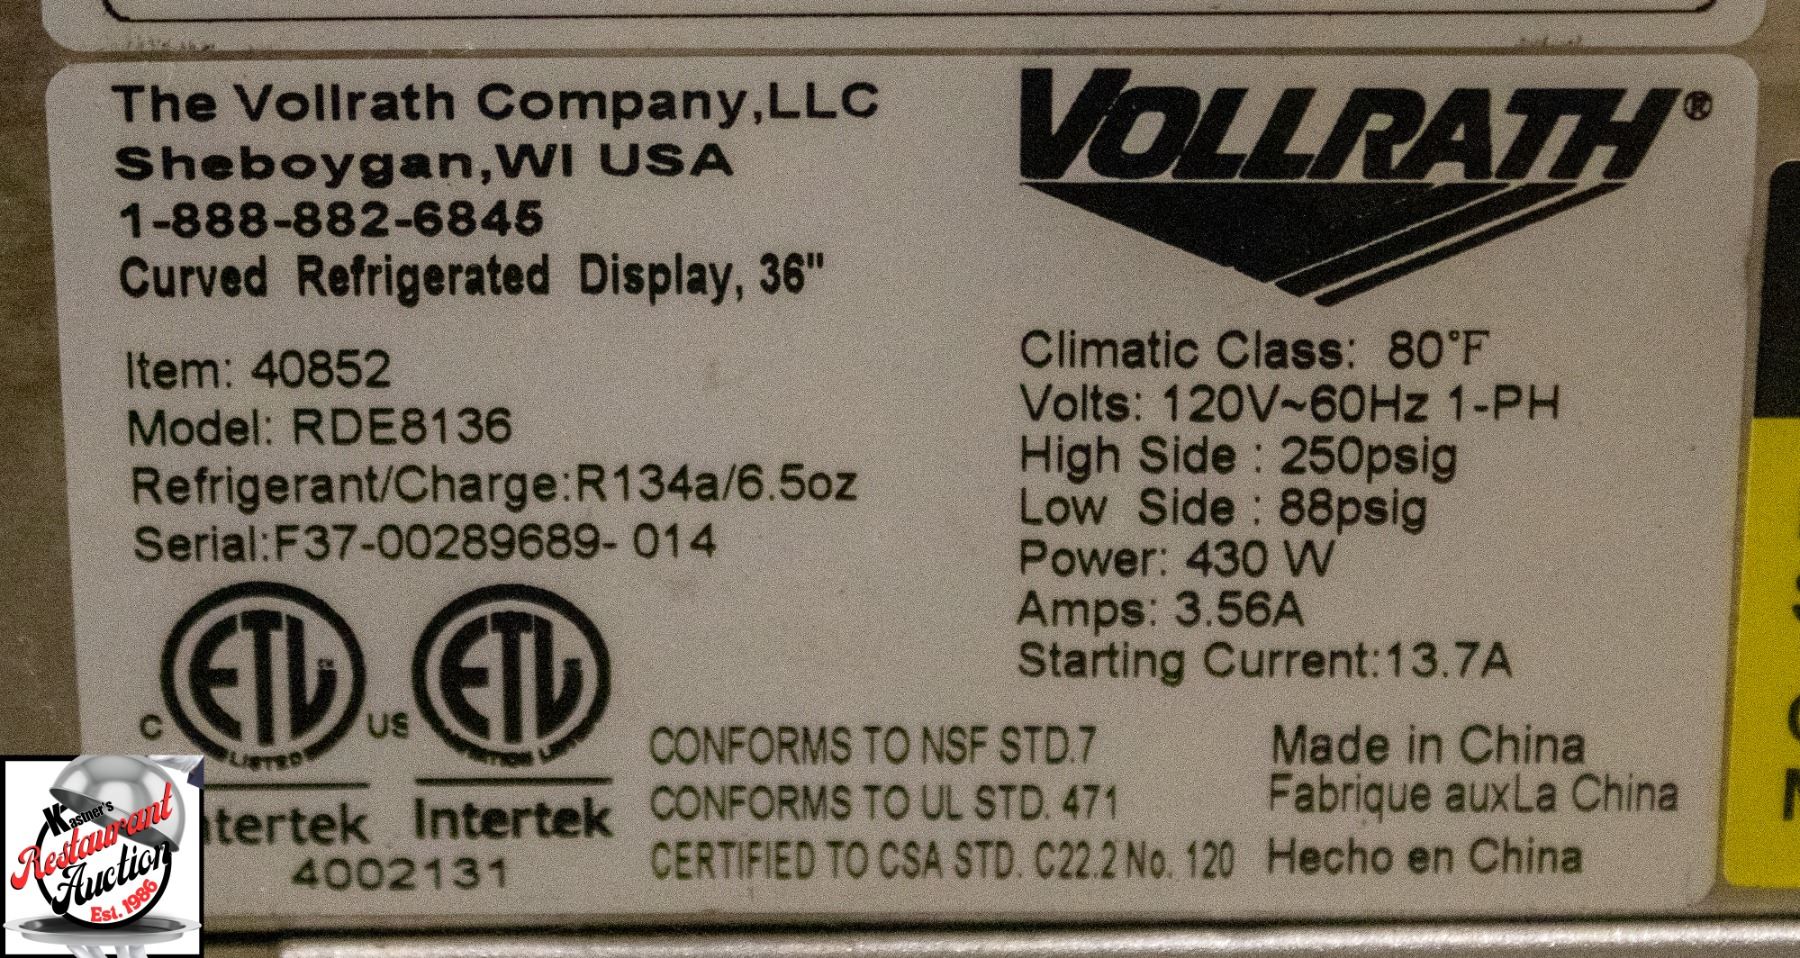 The Vollrath Company,LLC
Sheboygan,WI USA
1-888-882-6845
Curved Refrigerated Display, 36"
Item: 40852
Model: RDE8136
Refrigerant/Charge:R134a/6.5oz
Serial:F37-00289689- 014
VOLLRATH®
Climatic Class: 80°F
Volts: 120V~60Hz 1-PH
High Side : 250psig
Low Side : 88psig
Power: 430 W
Amps: 3.56A
Starting Current:13.7A
C ETL US
LISTED
Intertek
4002131
ETL
Intertek
CONFORMS TO NSF STD.7
CONFORMS TO UL STD. 471
CERTIFIED TO CSA STD. C22.2 No. 120
Made in China
Fabrique auxLa China
Hecho en China
Kastner's
Restaurant
Auction
Est. 1986